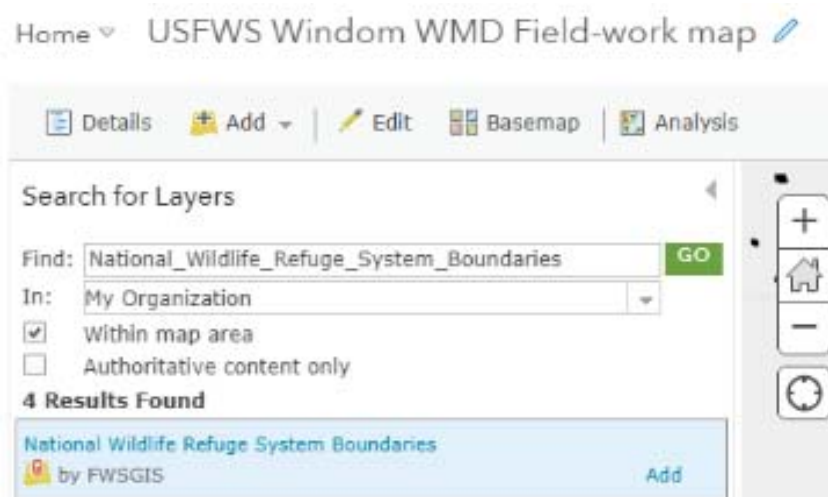 Home USFWS Windom WMD Field-work map
Details Add Edit Basemap Analysis
Search for Layers
Find: National_Wildlife_Refuge_System_Boundaries GO
In: My Organization
Within map area
Authoritative content only
4 Results Found
National Wildlife Refuge System Boundaries
by FWSGIS Add